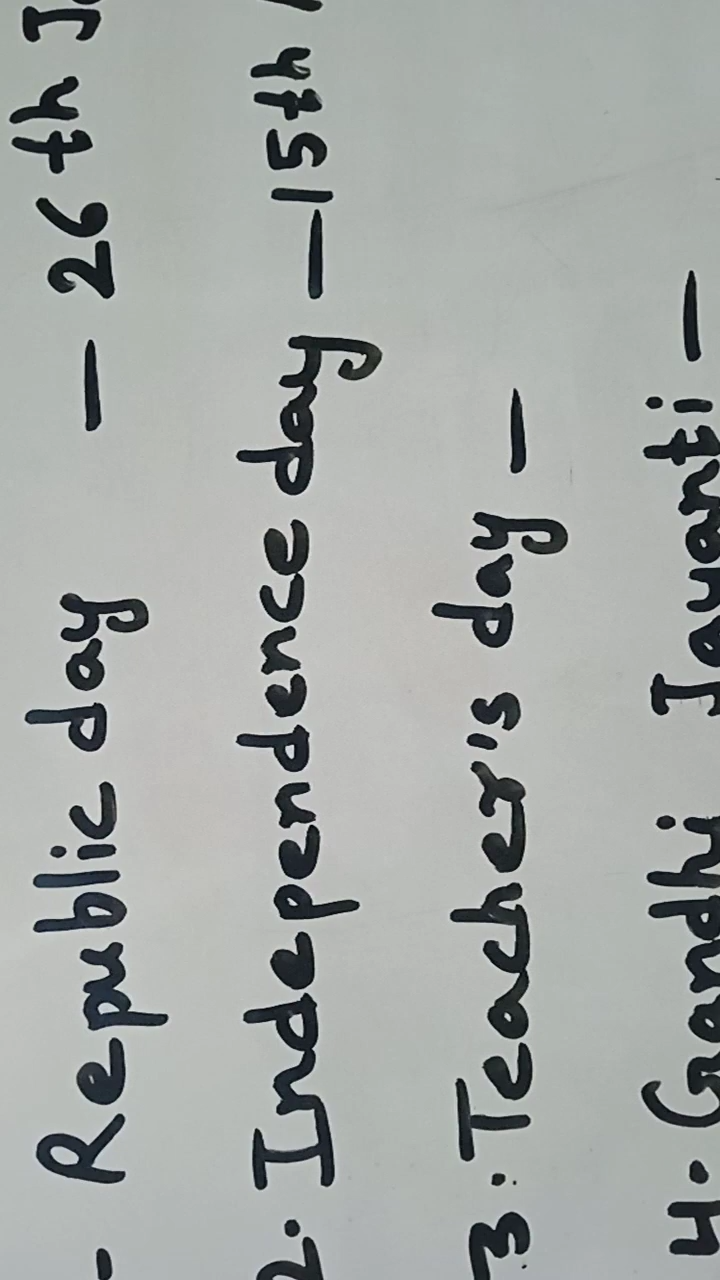 Republic day - 26th
2. Independence day - 15th
3. Teacher's day -
4. Gandhi Jayanti -